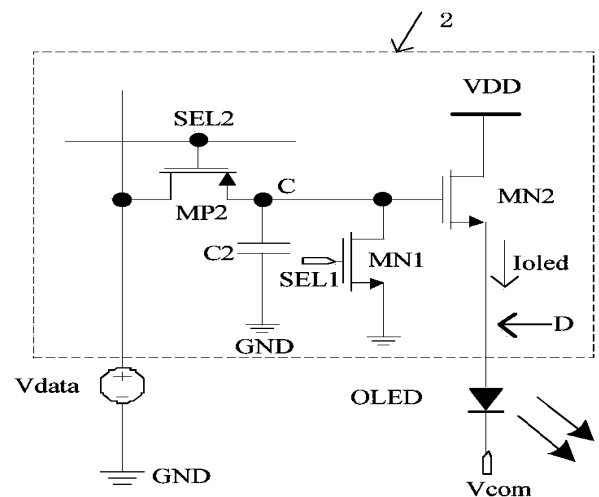 2
VDD
SEL2
C
MP2
MN2
C2
MN1
SEL1
Ioled
GND
D
Vdata
OLED
GND
Vcom